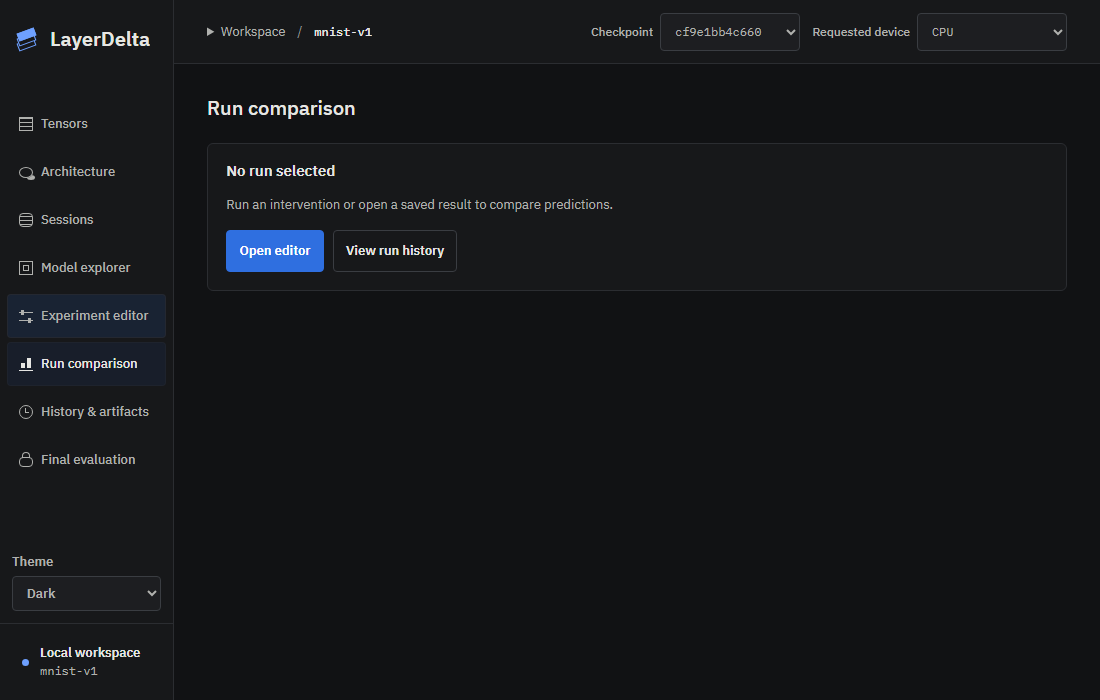 LayerDelta
Workspace / mnist-v1
Checkpoint cf9e1bb4c660 Requested device CPU
Tensors
Architecture
Sessions
Model explorer
Experiment editor
Run comparison
History & artifacts
Final evaluation
Theme
Dark
Local workspace
mnist-v1
Run comparison
No run selected
Run an intervention or open a saved result to compare predictions.
Open editor View run history